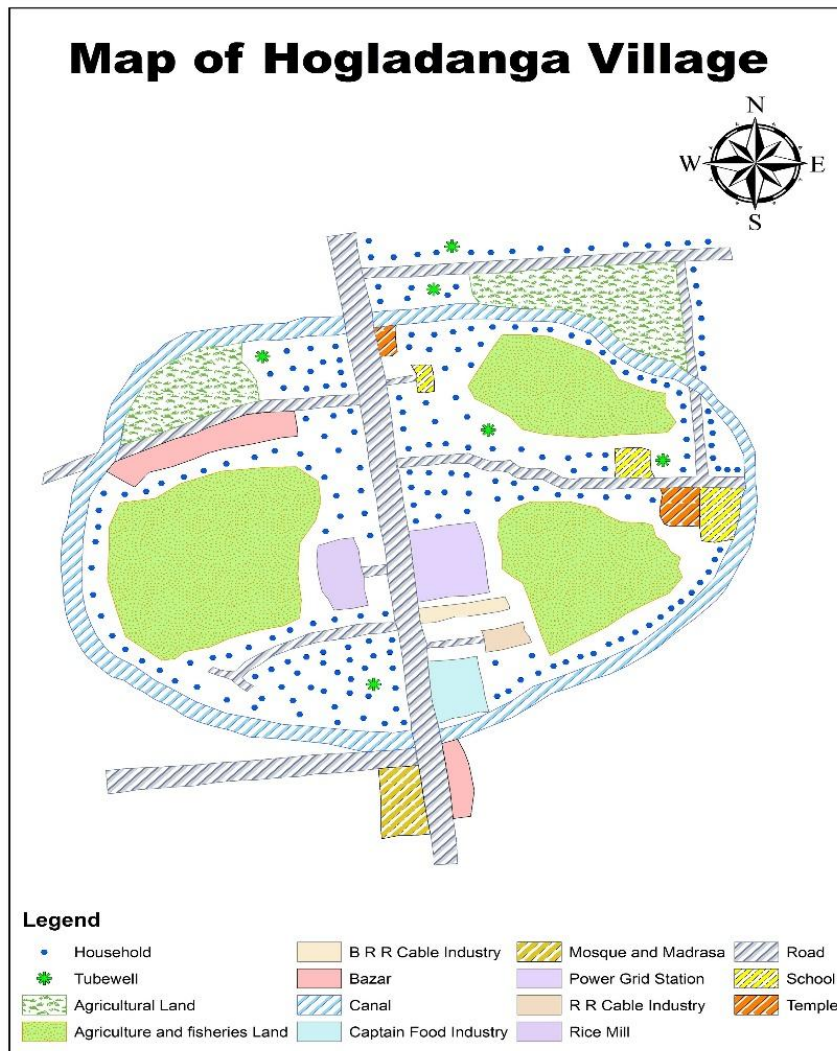 Map of Hogladanga Village
N
W E
S
Legend
Household
Tubewell
Agricultural Land
Agriculture and fisheries Land
B R R Cable Industry
Bazar
Canal
Captain Food Industry
Mosque and Madrasa
Power Grid Station
R R Cable Industry
Rice Mill
Road
School
Temple